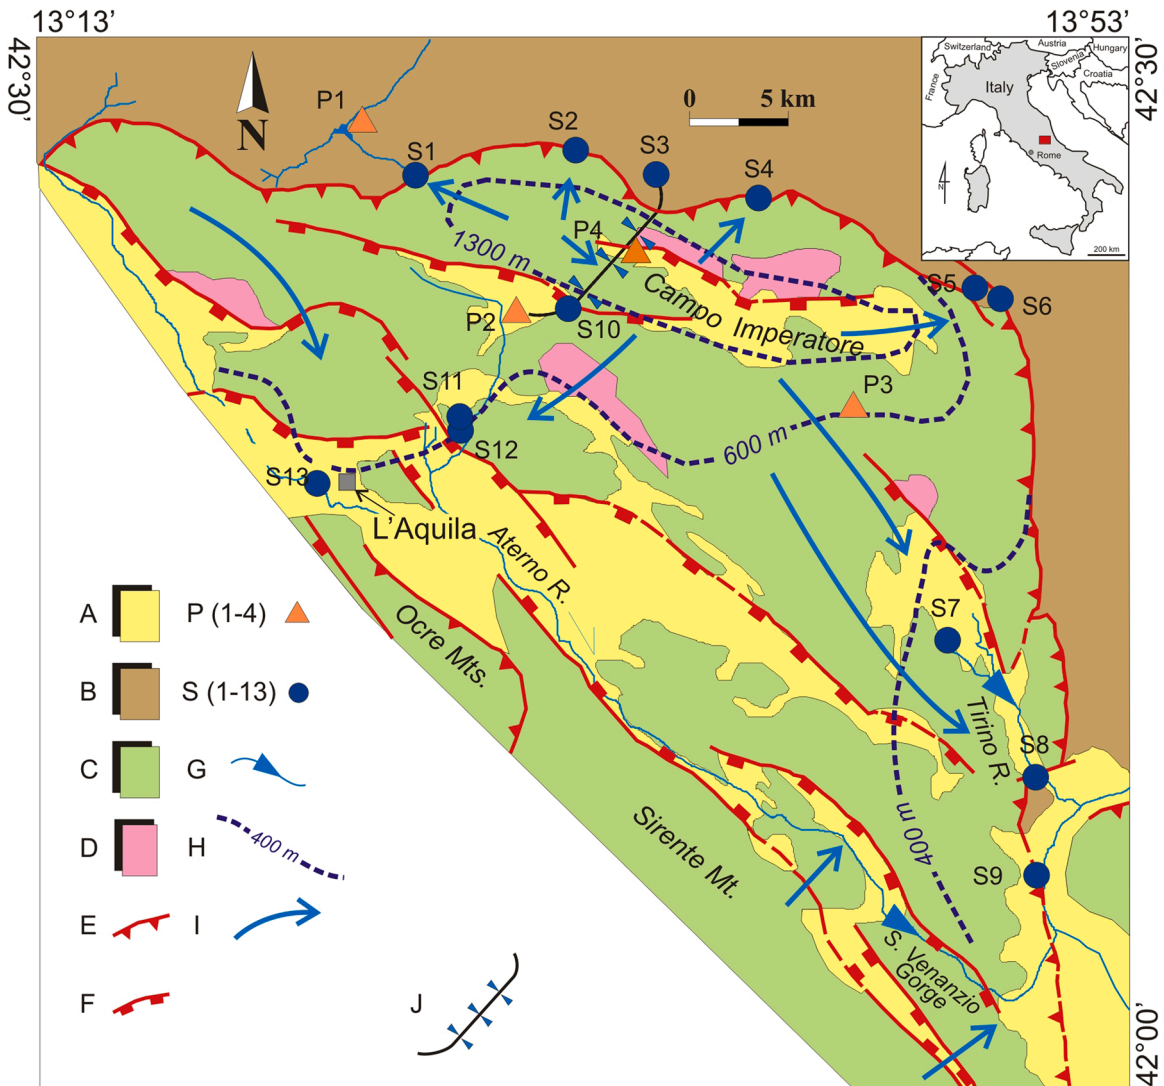 13°13'
13°53'
42°30'
42°30'
Switzerland
Austria
Hungary
Slovenia
Croatia
France
Italy
Rome
N
200 km
N
0 5 km
P1
S1
S2
S3
S4
P4
1300 m
S5
S6
Campo Imperatore
P2
S10
P3
S11
S12
600 m
S13
L'Aquila
Aterno R.
Ocre Mts.
S7
Tirino R.
S8
400 m
Sirente Mt.
S9
S. Venanzio
Gorge
42°00'
A P (1-4)
B S (1-13)
C G
D H
400 m
E I
F
J